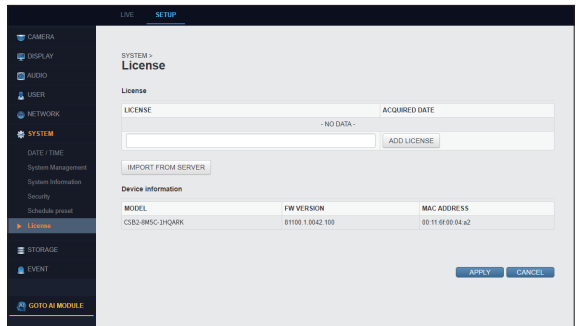 LIVE SETUP
CAMERA
DISPLAY
AUDIO
USER
NETWORK
SYSTEM
DATE / TIME
System Management
System Information
Security
Schedule preset
License
STORAGE
EVENT
GOTO AI MODULE
SYSTEM >
License
License
LICENSE ACQUIRED DATE
- NO DATA -
ADD LICENSE
IMPORT FROM SERVER
Device information
MODEL FW VERSION MAC ADDRESS
CSB2-8M5C-1HQARK 81100.1.0042.100 00:11:6f:00:04:a2
APPLY CANCEL